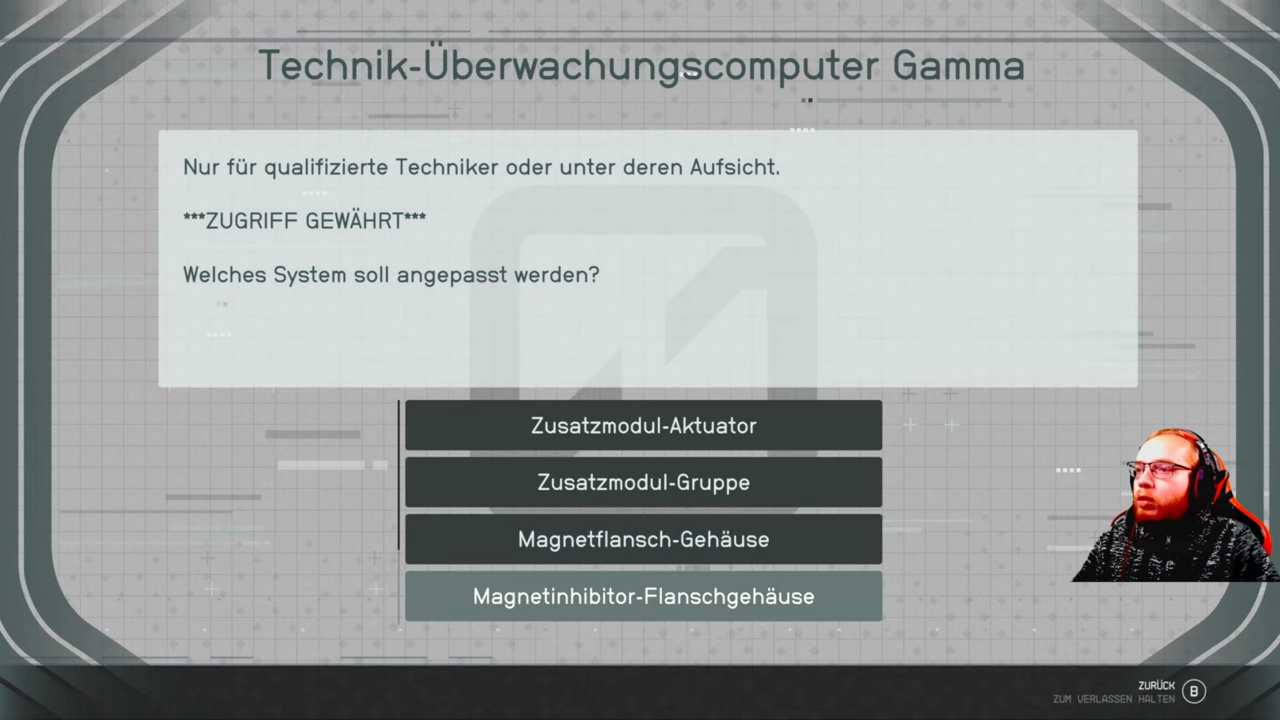 Technik-Überwachungscomputer Gamma
Nur für qualifizierte Techniker oder unter deren Aufsicht.
***ZUGRIFF GEWÄHRT***
Welches System soll angepasst werden?
Zusatzmodul-Aktuator
Zusatzmodul-Gruppe
Magnetflansch-Gehäuse
Magnetinhibitor-Flanschgehäuse
ZURÜCK B
ZUM VERLASSEN HALTEN